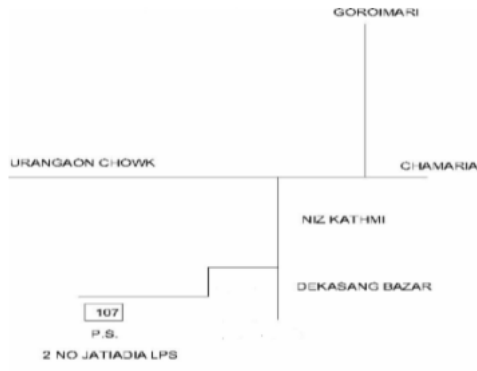 GOROIMARI
URANGAON CHOWK
CHAMARIA
NIZ KATHMI
DEKASANG BAZAR
107
P.S.
2 NO JATIADIA LPS